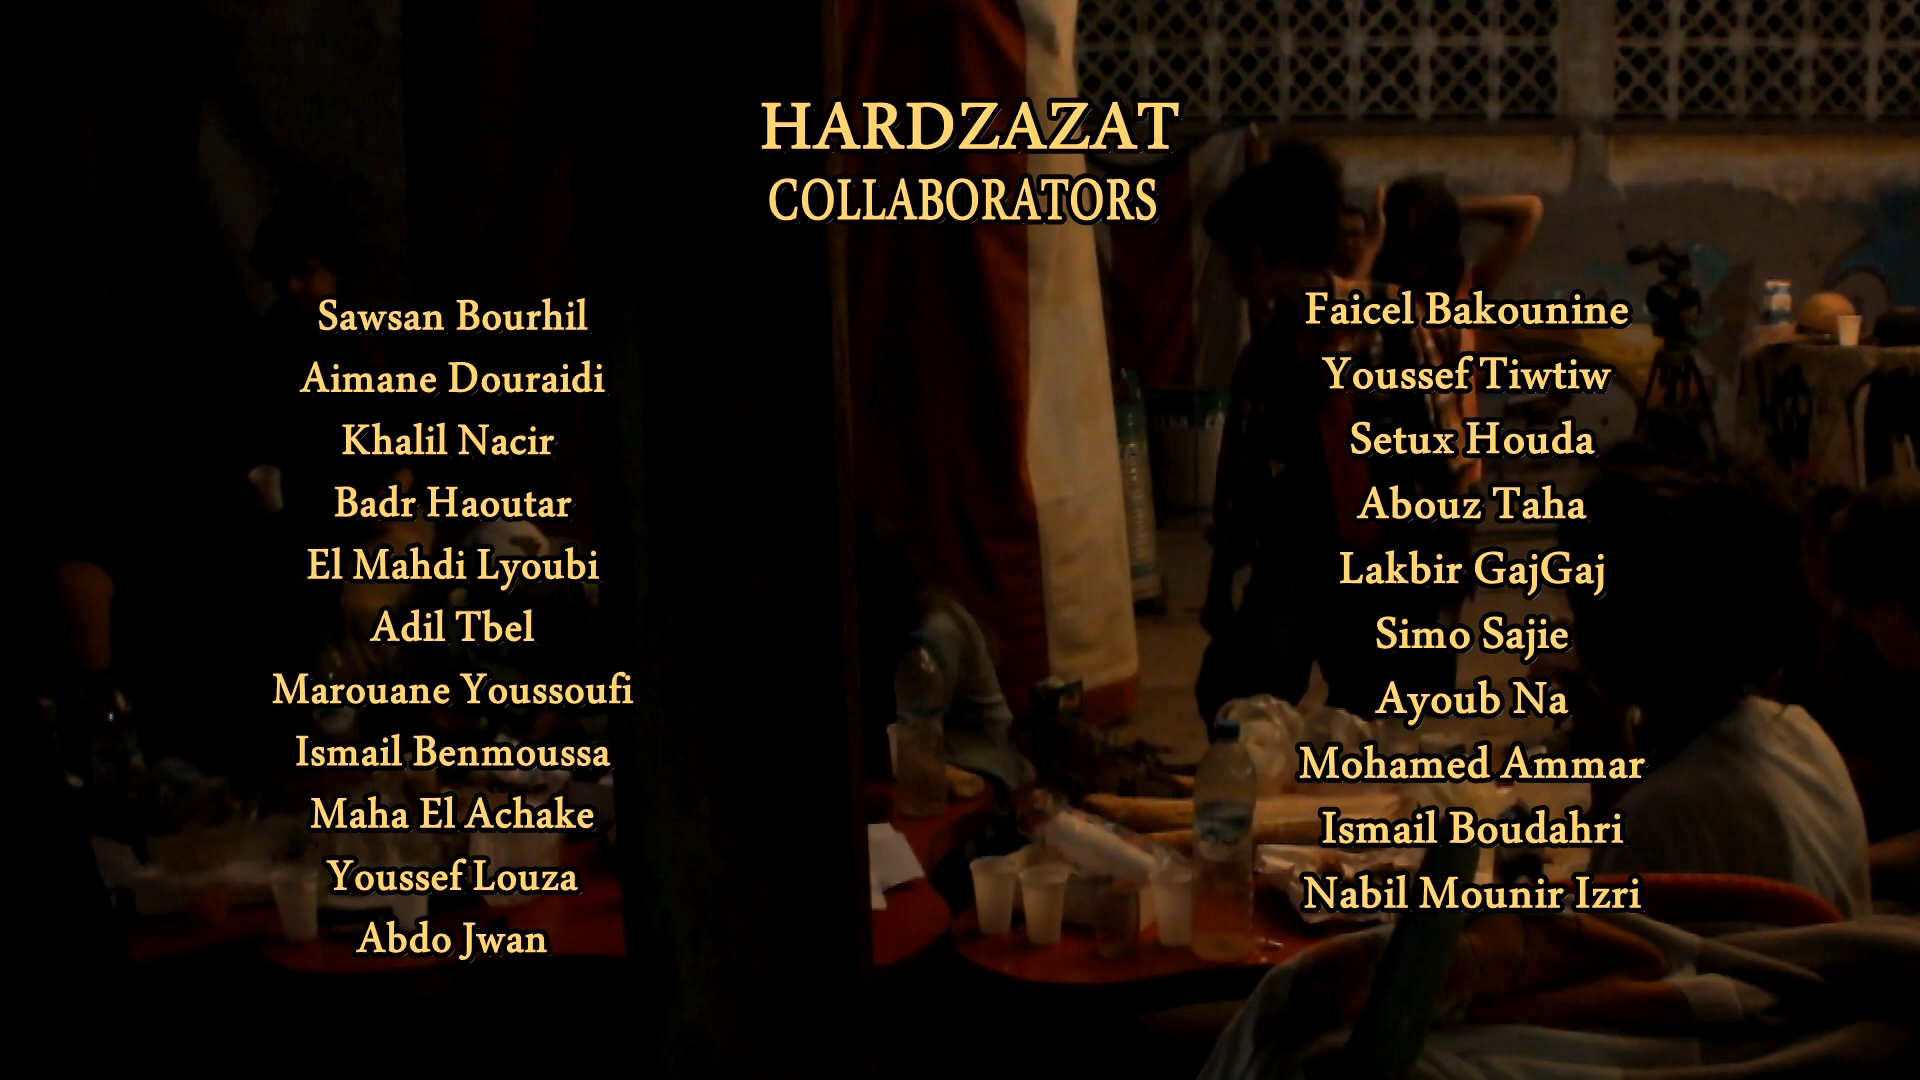 HARDZAZAT
COLLABORATORS
Sawsan Bourhil
Aimane Douraidi
Khalil Nacir
Badr Haoutar
El Mahdi Lyoubi
Adil Tbel
Marouane Youssoufi
Ismail Benmoussa
Maha El Achake
Youssef Louza
Abdo Jwan
Faicel Bakounine
Youssef Tiwtiw
Setux Houda
Abouz Taha
Lakbir GajGaj
Simo Sajie
Ayoub Na
Mohamed Ammar
Ismail Boudahri
Nabil Mounir Izri